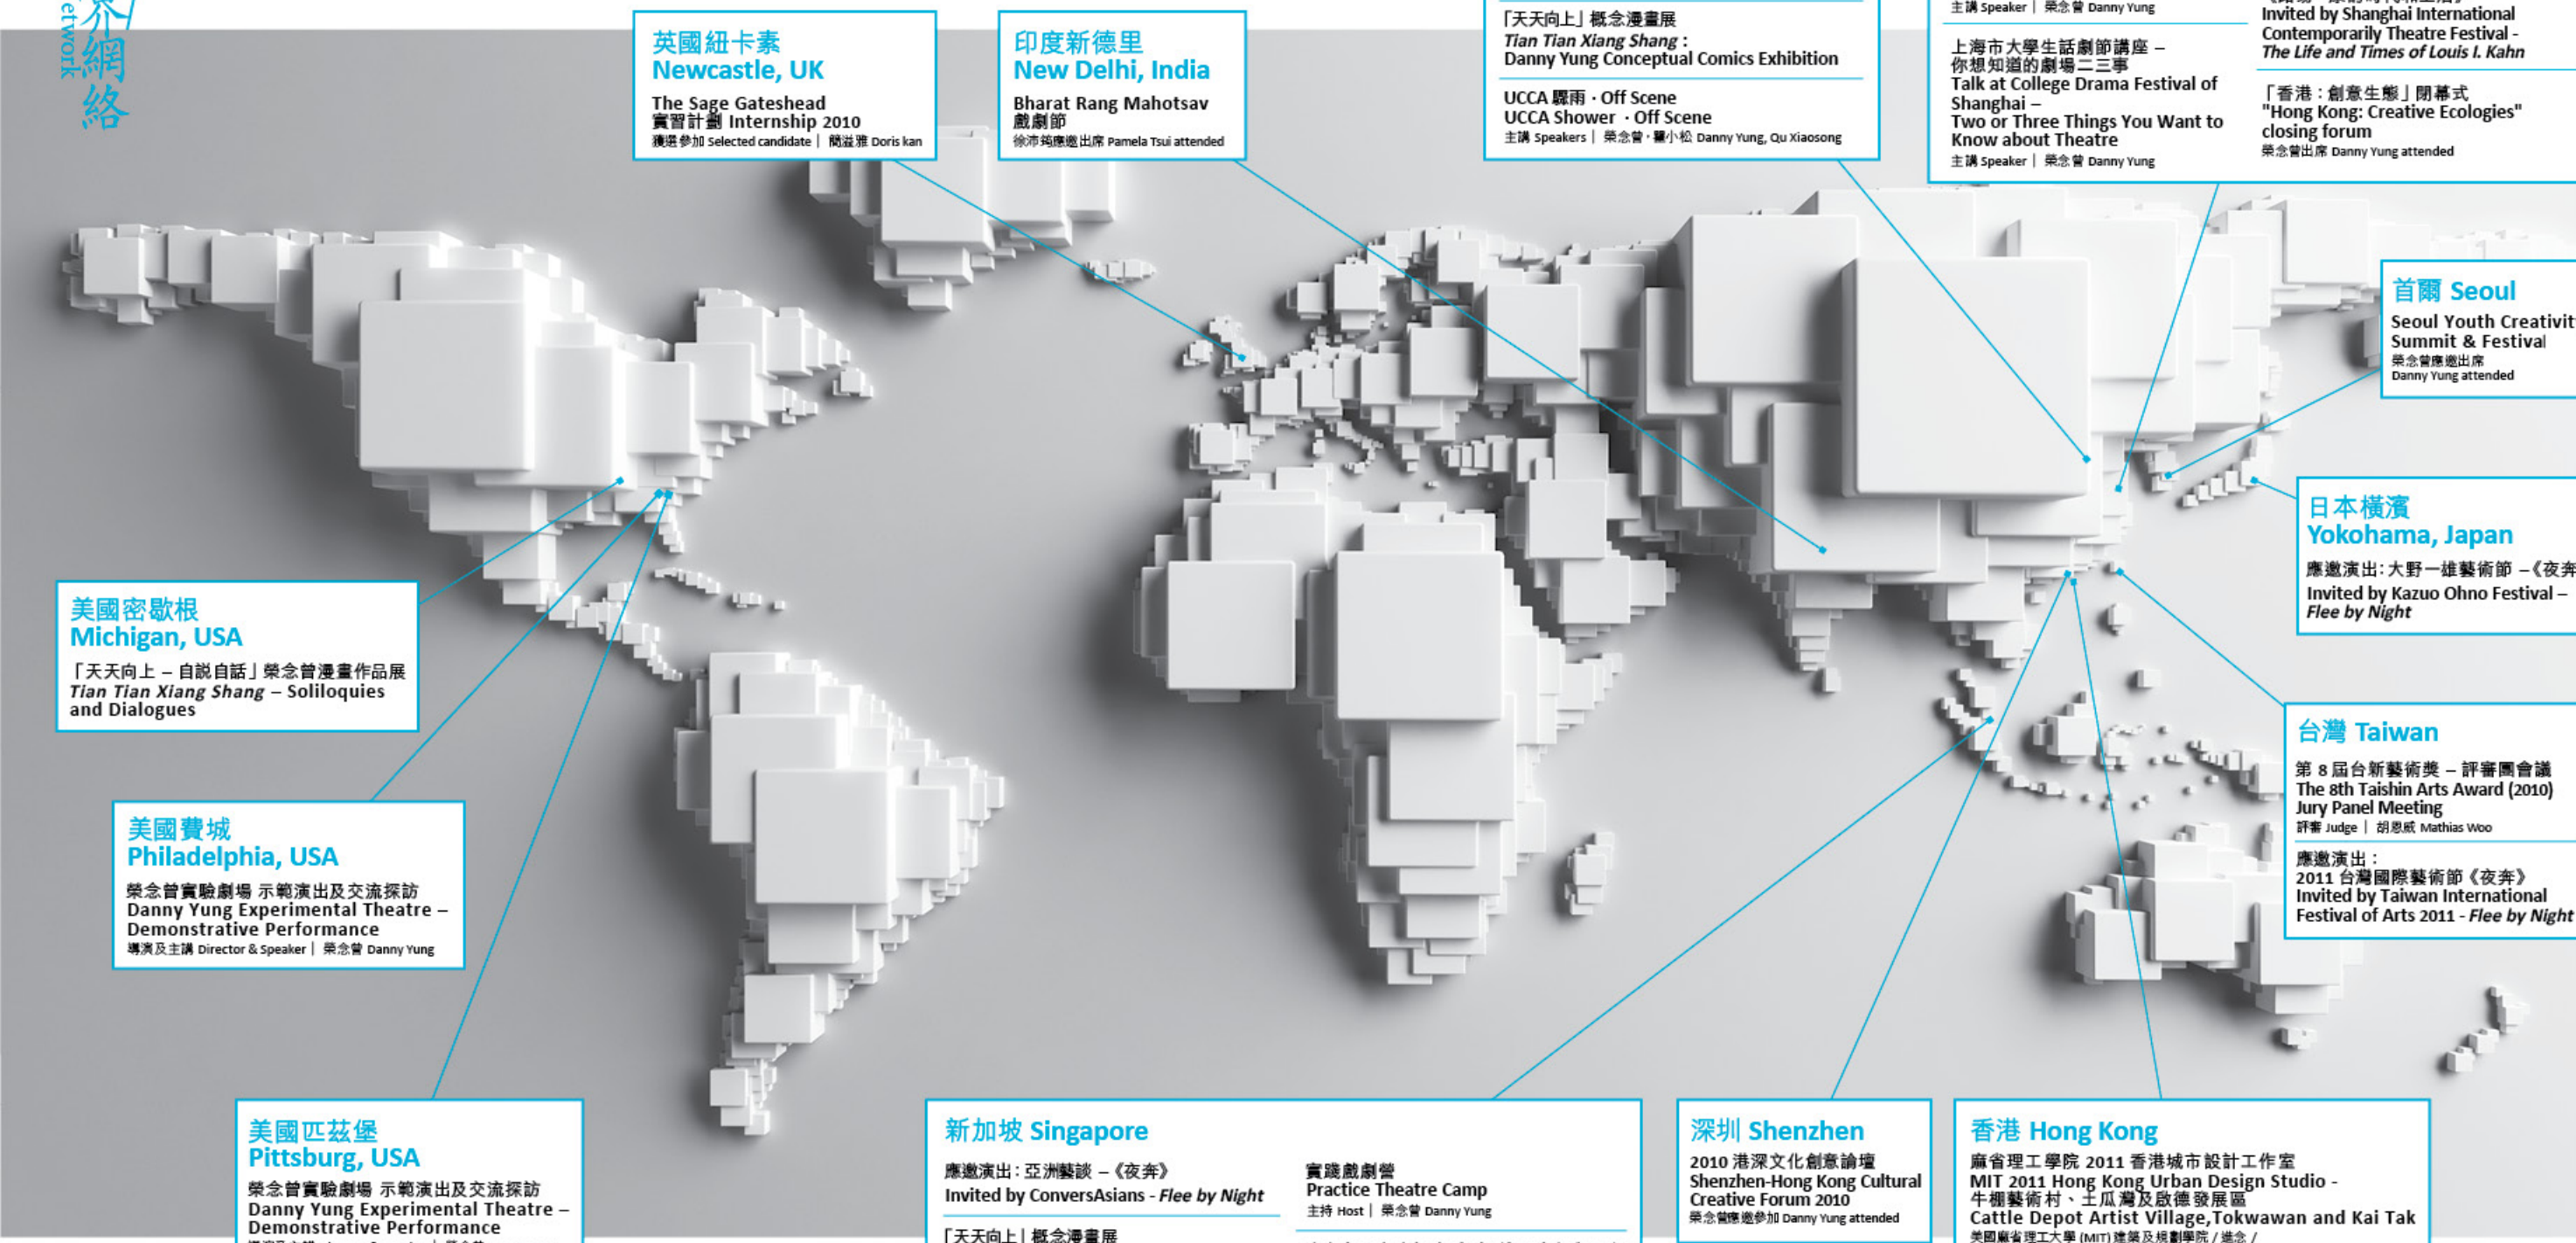 界網絡
etwork
英國紐卡素
Newcastle, UK
The Sage Gateshead
實習計劃 Internship 2010
獲選參加 Selected candidate｜ 簡溢雅 Doris kan
印度新德里
New Delhi, India
Bharat Rang Mahotsav
戲劇節
徐沛筠應邀出席 Pamela Tsui attended
「天天向上」概念漫畫展
Tian Tian Xiang Shang :
Danny Yung Conceptual Comics Exhibition
UCCA 驟雨 · Off Scene
UCCA Shower · Off Scene
主講 Speakers｜ 榮念曾 · 瞿小松 Danny Yung, Qu Xiaosong
主講 Speaker｜ 榮念曾 Danny Yung
上海市大學生話劇節講座 –
你想知道的劇場二三事
Talk at College Drama Festival of
Shanghai –
Two or Three Things You Want to
Know about Theatre
主講 Speaker｜ 榮念曾 Danny Yung
Invited by Shanghai International
Contemporarily Theatre Festival -
The Life and Times of Louis I. Kahn
「香港：創意生態」閉幕式
"Hong Kong: Creative Ecologies"
closing forum
榮念曾出席 Danny Yung attended
首爾 Seoul
Seoul Youth Creativit
Summit & Festival
榮念曾應邀出席
Danny Yung attended
日本橫濱
Yokohama, Japan
應邀演出：大野一雄藝術節 –《夜奔
Invited by Kazuo Ohno Festival –
Flee by Night
美國密歇根
Michigan, USA
「天天向上 – 自説自話」榮念曾漫畫作品展
Tian Tian Xiang Shang – Soliloquies
and Dialogues
台灣 Taiwan
第 8 屆台新藝術獎 – 評審團會議
The 8th Taishin Arts Award (2010)
Jury Panel Meeting
評審 Judge｜ 胡恩威 Mathias Woo
應邀演出：
2011 台灣國際藝術節《夜奔》
Invited by Taiwan International
Festival of Arts 2011 - Flee by Night
美國費城
Philadelphia, USA
榮念曾實驗劇場 示範演出及交流探訪
Danny Yung Experimental Theatre –
Demonstrative Performance
導演及主講 Director & Speaker｜ 榮念曾 Danny Yung
美國匹茲堡
Pittsburg, USA
榮念曾實驗劇場 示範演出及交流探訪
Danny Yung Experimental Theatre –
Demonstrative Performance
新加坡 Singapore
應邀演出：亞洲藝談 –《夜奔》
Invited by ConversAsians - Flee by Night
「天天向上」概念漫畫展
實踐戲劇營
Practice Theatre Camp
主持 Host｜ 榮念曾 Danny Yung
深圳 Shenzhen
2010 港深文化創意論壇
Shenzhen-Hong Kong Cultural
Creative Forum 2010
榮念曾應邀參加 Danny Yung attended
香港 Hong Kong
麻省理工學院 2011 香港城市設計工作室
MIT 2011 Hong Kong Urban Design Studio -
牛棚藝術村、土瓜灣及啟德發展區
Cattle Depot Artist Village,Tokwawan and Kai Tak
美國麻省理工大學 (MIT) 建築及規劃學院 / 進念 /